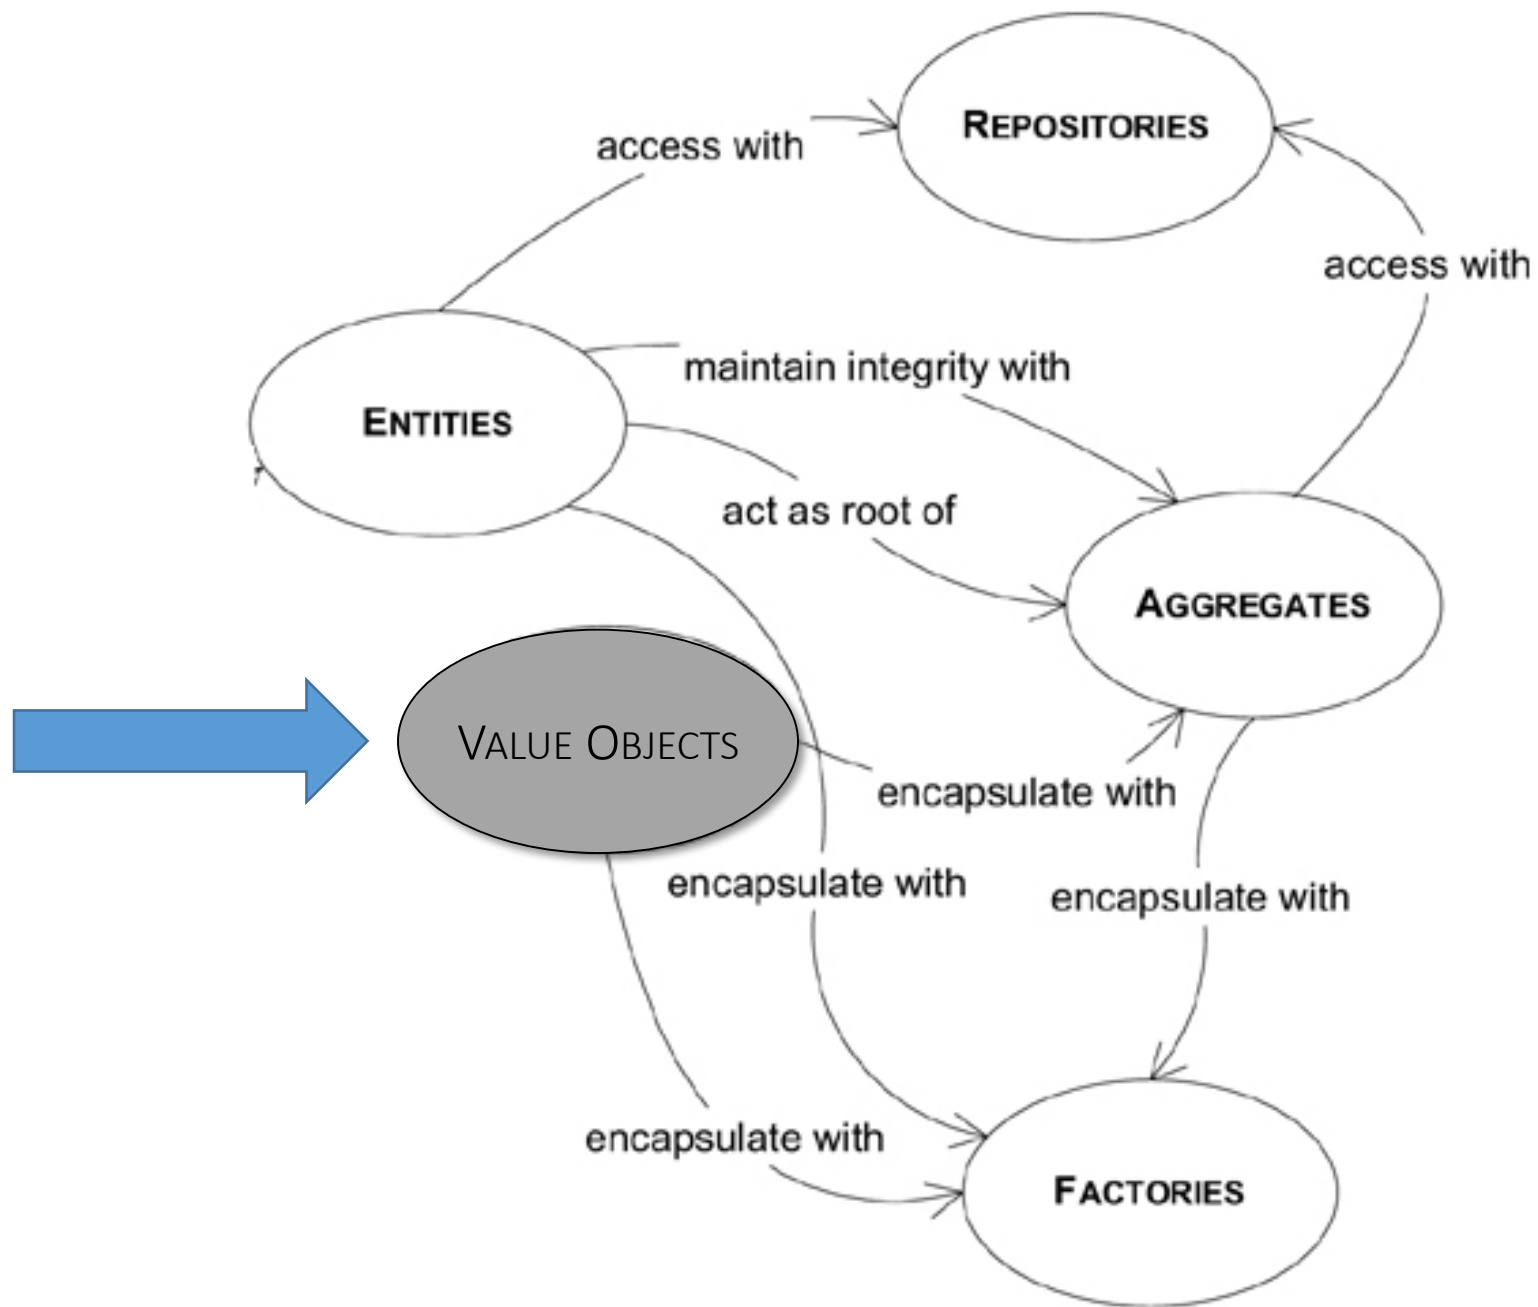 REPOSITORIES
access with
access with
maintain integrity with
ENTITIES
act as root of
AGGREGATES
VALUE OBJECTS
encapsulate with
encapsulate with
encapsulate with
encapsulate with
FACTORIES